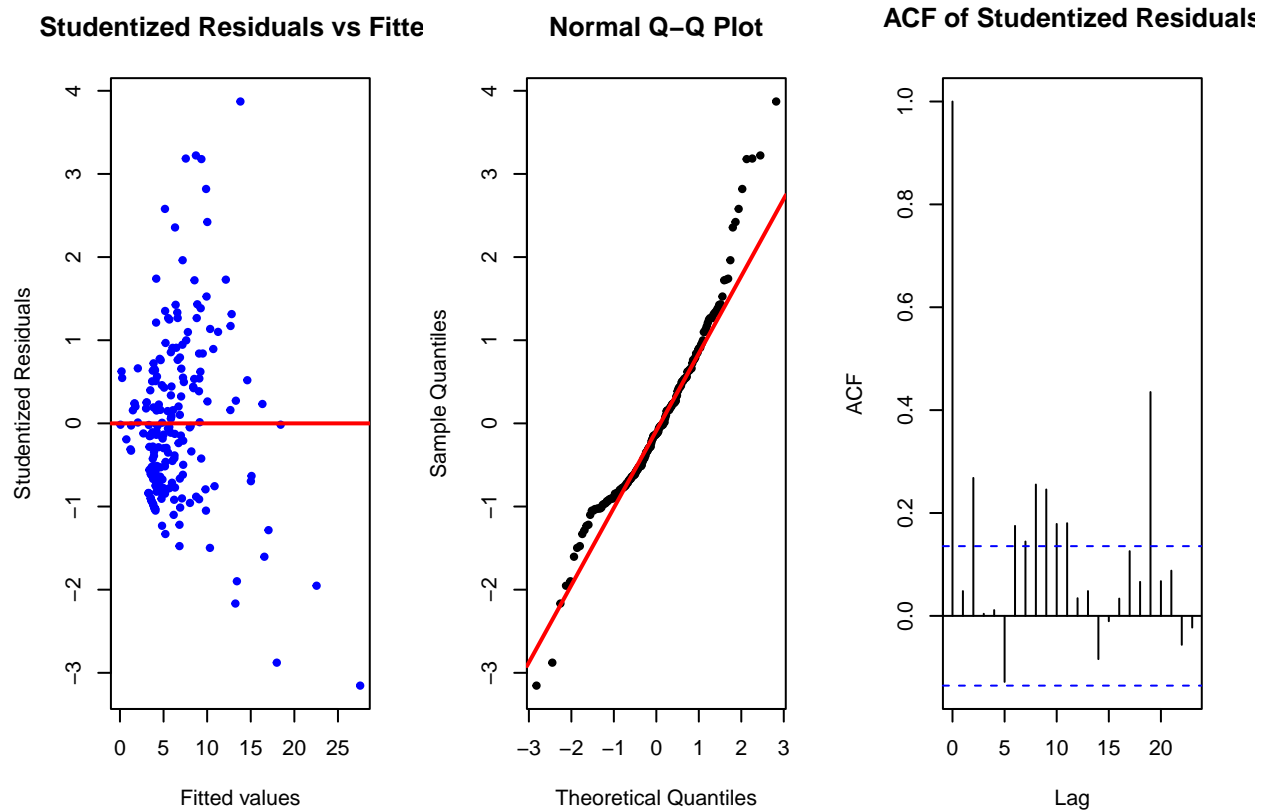 Studentized Residuals vs Fitte
Studentized Residuals
4
3
2
1
0
−1
−2
−3
0 5 10 15 20 25
Fitted values
Normal Q−Q Plot
Sample Quantiles
4
3
2
1
0
−1
−2
−3
−3 −2 −1 0 1 2 3
Theoretical Quantiles
ACF of Studentized Residuals
ACF
1.0
0.8
0.6
0.4
0.2
0.0
0 5 10 15 20
Lag